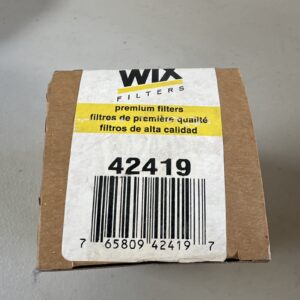 WIX
FILTERS
premium filters
filtres de première qualité
filtros de alta calidad
42419
7 65809 42419 7